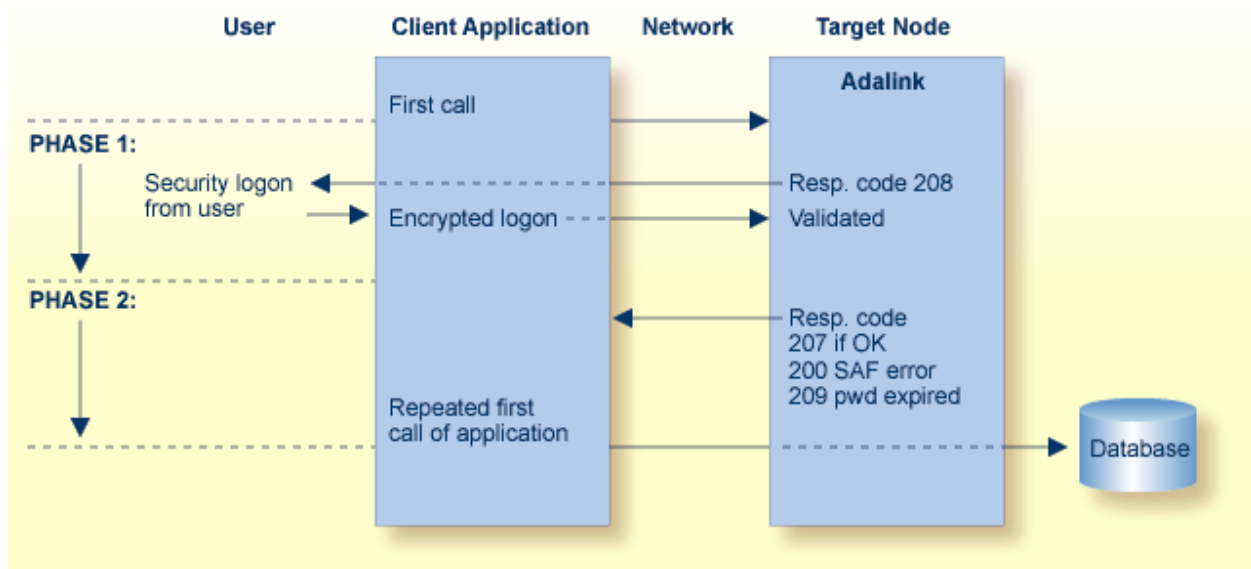 User
Client Application
Network
Target Node
Adalink
First call
PHASE 1:
Security logon
from user
Resp. code 208
Encrypted logon
Validated
PHASE 2:
Resp. code
207 if OK
200 SAF error
209 pwd expired
Repeated first
call of application
Database